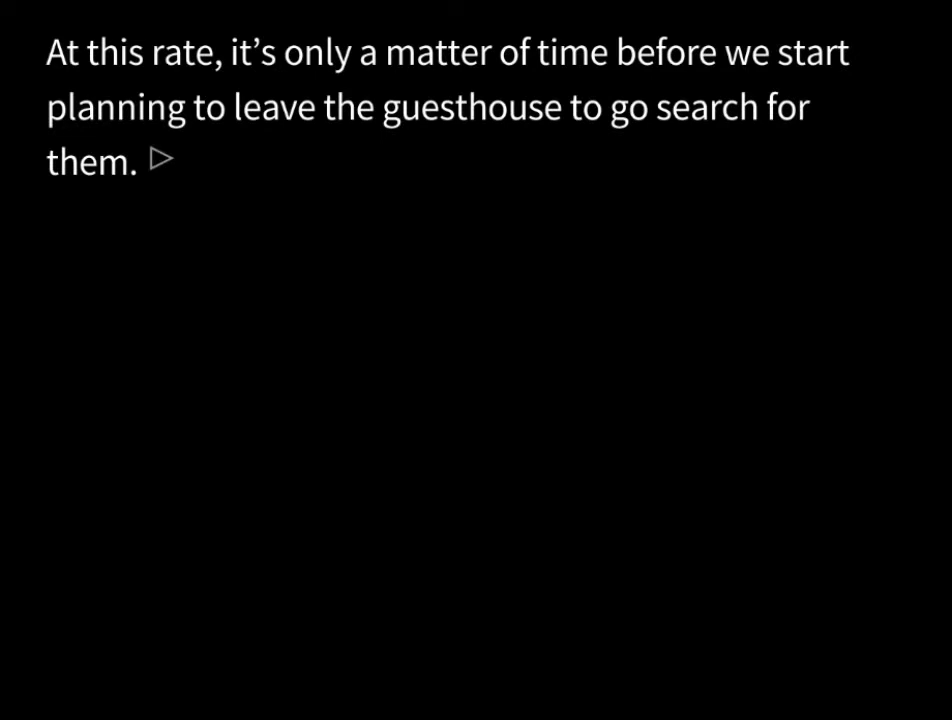 At this rate, it’s only a matter of time before we start
planning to leave the guesthouse to go search for
them.